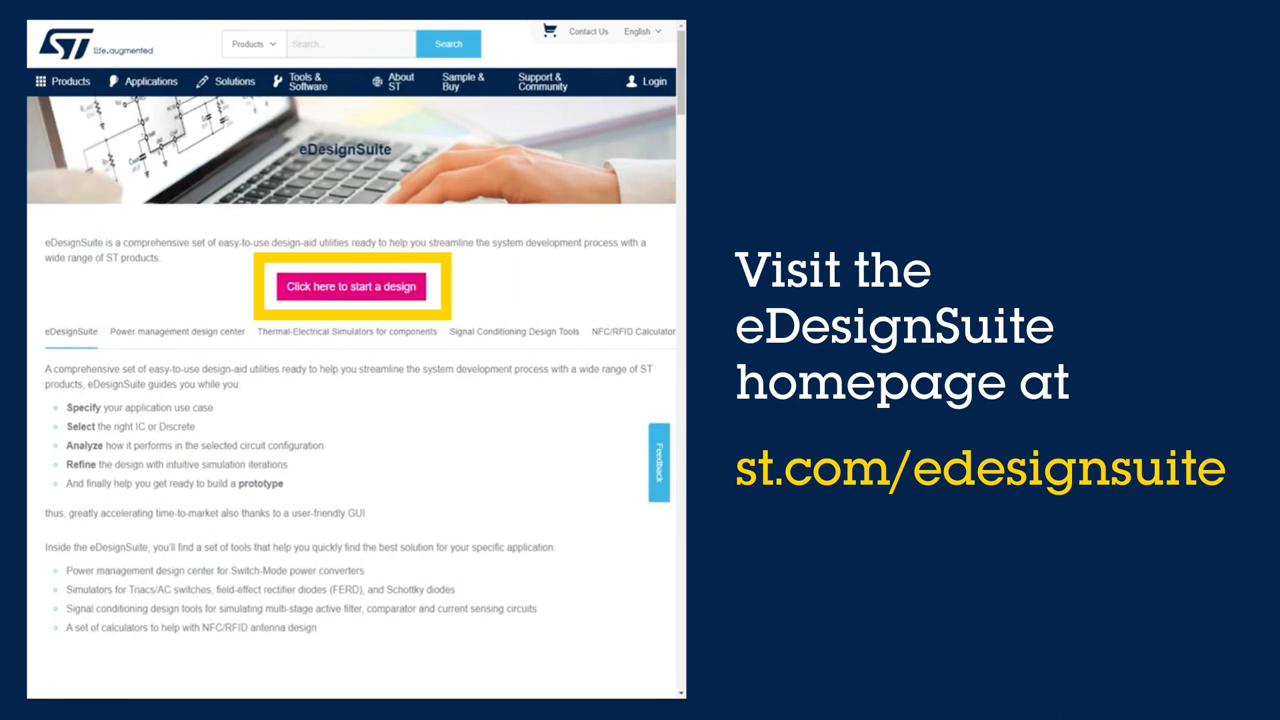 ST life.augmented
Products Search... Search
Contact Us English
Products Applications Solutions Tools & Software About ST Sample & Buy Support & Community Login
eDesignSuite
eDesignSuite is a comprehensive set of easy-to-use design-aid utilities ready to help you streamline the system development process with a
wide range of ST products.
Click here to start a design
eDesignSuite Power management design center Thermal-Electrical Simulators for components Signal Conditioning Design Tools NFC/RFID Calculator
A comprehensive set of easy-to-use design-aid utilities ready to help you streamline the system development process with a wide range of ST
products, eDesignSuite guides you while you:
Specify your application use case
Select the right IC or Discrete
Analyze how it performs in the selected circuit configuration
Refine the design with intuitive simulation iterations
And finally help you get ready to build a prototype
thus, greatly accelerating time-to-market also thanks to a user-friendly GUI.
Inside the eDesignSuite, you'll find a set of tools that help you quickly find the best solution for your specific application:
Power management design center for Switch-Mode power converters
Simulators for Triacs/AC switches, field-effect rectifier diodes (FERD), and Schottky diodes
Signal conditioning design tools for simulating multi-stage active filter, comparator and current sensing circuits
A set of calculators to help with NFC/RFID antenna design
Feedback
Visit the
eDesignSuite
homepage at
st.com/edesignsuite